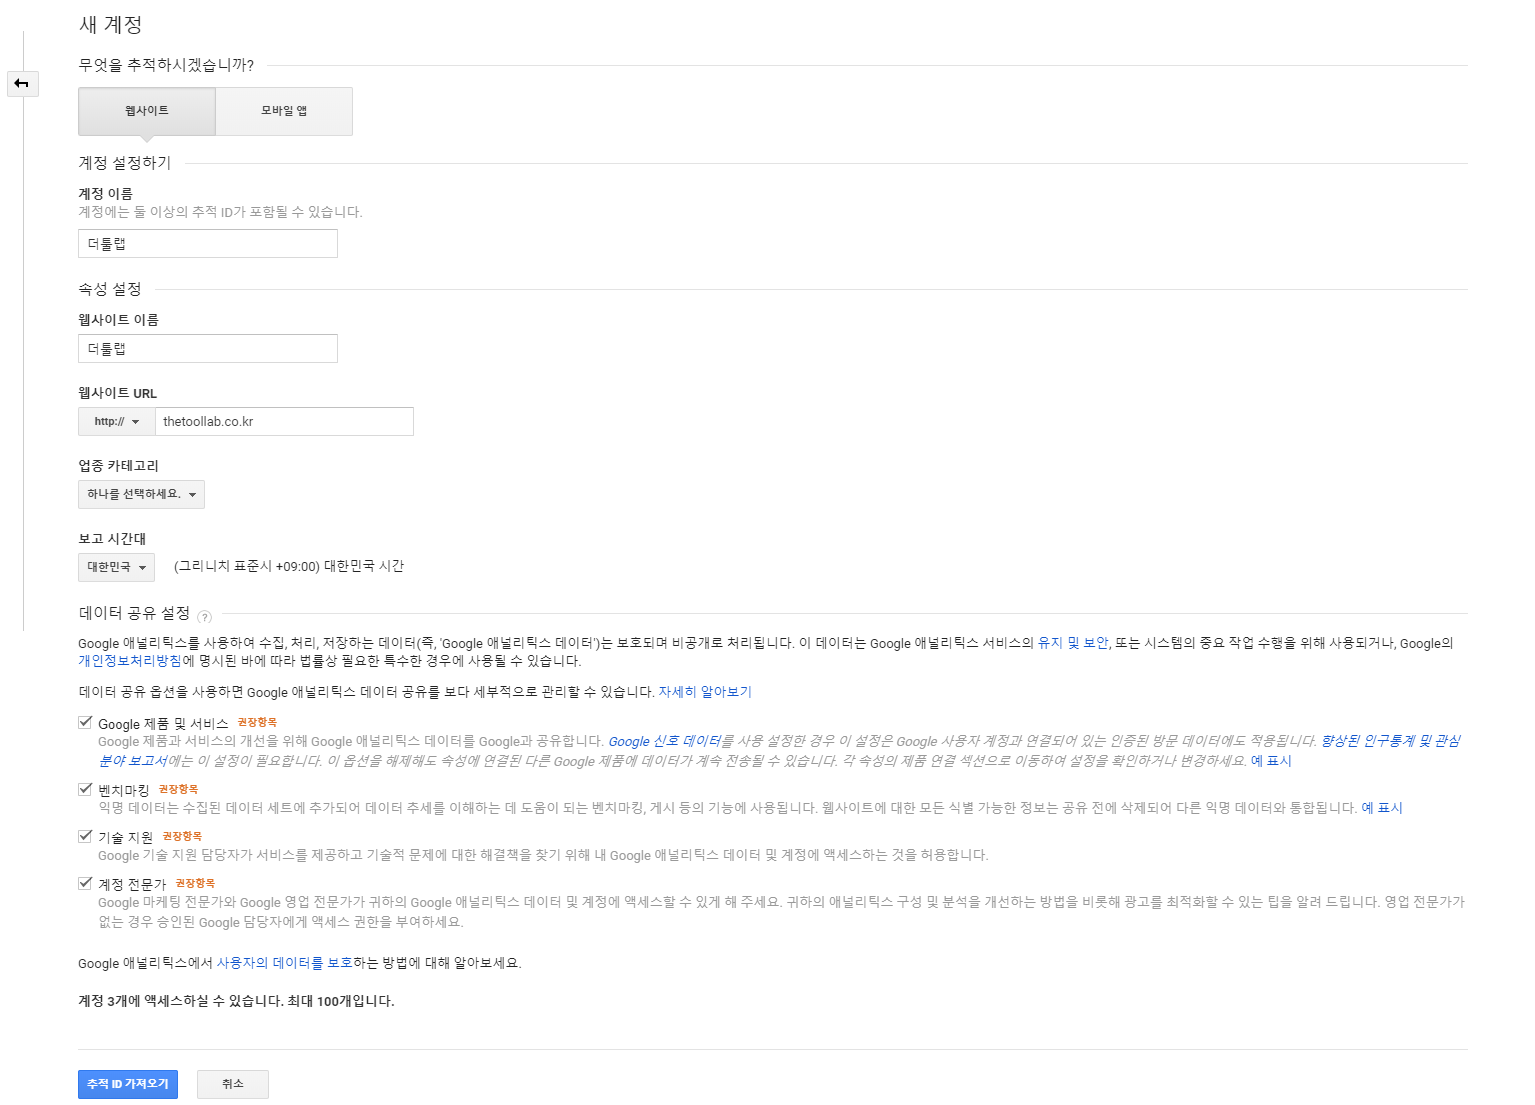 새 계정
무엇을 추적하시겠습니까?
웹사이트
모바일 앱
계정 설정하기
계정 이름
계정에는 둘 이상의 추적 ID가 포함될 수 있습니다.
더툴랩
속성 설정
웹사이트 이름
더툴랩
웹사이트 URL
http://
thetoollab.co.kr
업종 카테고리
하나를 선택하세요.
보고 시간대
대한민국
(그리니치 표준시 +09:00) 대한민국 시간
데이터 공유 설정 ?
Google 애널리틱스를 사용하여 수집, 처리, 저장하는 데이터(즉, 'Google 애널리틱스 데이터')는 보호되며 비공개로 처리됩니다. 이 데이터는 Google 애널리틱스 서비스의 유지 및 보안, 또는 시스템의 중요 작업 수행을 위해 사용되거나, Google의
개인정보처리방침에 명시된 바에 따라 법률상 필요한 특수한 경우에 사용될 수 있습니다.
데이터 공유 옵션을 사용하면 Google 애널리틱스 데이터 공유를 보다 세부적으로 관리할 수 있습니다. 자세히 알아보기
Google 제품 및 서비스 권장항목
Google 제품과 서비스의 개선을 위해 Google 애널리틱스 데이터를 Google과 공유합니다. Google 신호 데이터를 사용 설정한 경우 이 설정은 Google 사용자 계정과 연결되어 있는 인증된 방문 데이터에도 적용됩니다. 향상된 인구통계 및 관심
분야 보고서에는 이 설정이 필요합니다. 이 옵션을 해제해도 속성에 연결된 다른 Google 제품에 데이터가 계속 전송될 수 있습니다. 각 속성의 제품 연결 섹션으로 이동하여 설정을 확인하거나 변경하세요. 예 표시
벤치마킹 권장항목
익명 데이터는 수집된 데이터 세트에 추가되어 데이터 추세를 이해하는 데 도움이 되는 벤치마킹, 게시 등의 기능에 사용됩니다. 웹사이트에 대한 모든 식별 가능한 정보는 공유 전에 삭제되어 다른 익명 데이터와 통합됩니다. 예 표시
기술 지원 권장항목
Google 기술 지원 담당자가 서비스를 제공하고 기술적 문제에 대한 해결책을 찾기 위해 내 Google 애널리틱스 데이터 및 계정에 액세스하는 것을 허용합니다.
계정 전문가 권장항목
Google 마케팅 전문가와 Google 영업 전문가가 귀하의 Google 애널리틱스 데이터 및 계정에 액세스할 수 있게 해 주세요. 귀하의 애널리틱스 구성 및 분석을 개선하는 방법을 비롯해 광고를 최적화할 수 있는 팁을 알려 드립니다. 영업 전문가가
없는 경우 승인된 Google 담당자에게 액세스 권한을 부여하세요.
Google 애널리틱스에서 사용자의 데이터를 보호하는 방법에 대해 알아보세요.
계정 3개에 액세스하실 수 있습니다. 최대 100개입니다.
추적 ID 가져오기
취소